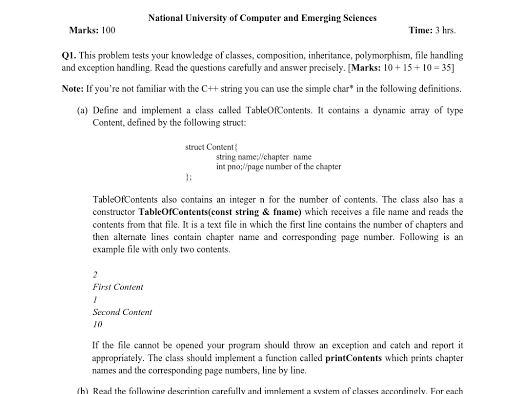 National University of Computer and Emerging Sciences
Marks: 100 Time: 3 hrs.
Q1. This problem tests your knowledge of classes, composition, inheritance, polymorphism, file handling
and exception handling. Read the questions carefully and answer precisely. [Marks: 10 + 15 + 10 = 35]
Note: If you're not familiar with the C++ string you can use the simple char* in the following definitions.
(a) Define and implement a class called TableOfContents. It contains a dynamic array of type
Content, defined by the following struct:
struct Content{
string name;//chapter name
int pno;//page number of the chapter
};
TableOfContents also contains an integer n for the number of contents. The class also has a
constructor TableOfContents(const string & fname) which receives a file name and reads the
contents from that file. It is a text file in which the first line contains the number of chapters and
then alternate lines contain chapter name and corresponding page number. Following is an
example file with only two contents.
2
First Content
1
Second Content
10
If the file cannot be opened your program should throw an exception and catch and report it
appropriately. The class should implement a function called printContents which prints chapter
names and the corresponding page numbers, line by line.
(b) Read the following description carefully and implement a system of classes accordingly. For each